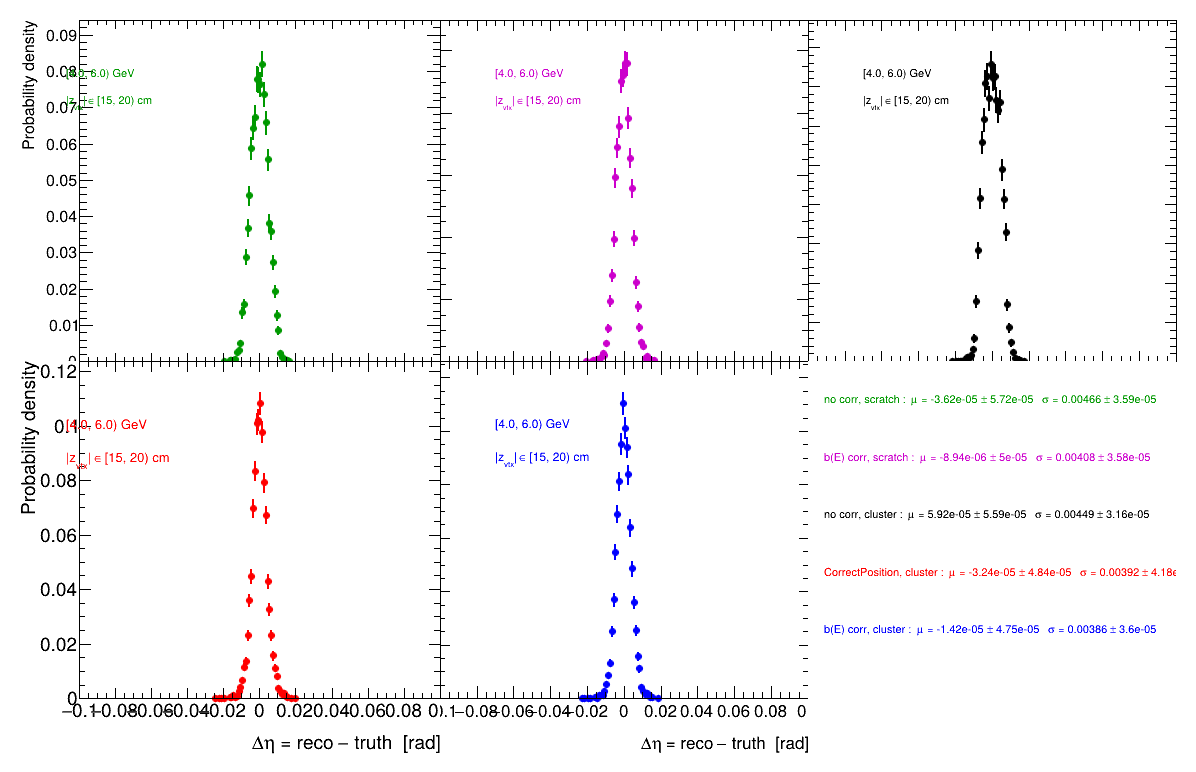 Probability density
0.09
0.08
0.07
0.06
0.05
0.04
0.03
0.02
0.01
0
[4.0, 6.0) GeV
|z_vtx| ∈ [15, 20) cm
[4.0, 6.0) GeV
|z_vtx| ∈ [15, 20) cm
[4.0, 6.0) GeV
|z_vtx| ∈ [15, 20) cm
Probability density
0.12
0.1
0.08
0.06
0.04
0.02
0
[4.0, 6.0) GeV
|z_vtx| ∈ [15, 20) cm
−0.1 −0.08 −0.06 −0.04 −0.02 0 0.02 0.04 0.06 0.08 0.1
Δη = reco − truth [rad]
[4.0, 6.0) GeV
|z_vtx| ∈ [15, 20) cm
−0.08 −0.06 −0.04 −0.02 0 0.02 0.04 0.06 0.08 0
Δη = reco − truth [rad]
no corr, scratch : μ = -3.62e-05 ± 5.72e-05 σ = 0.00466 ± 3.59e-05
b(E) corr, scratch : μ = -8.94e-06 ± 5e-05 σ = 0.00408 ± 3.58e-05
no corr, cluster : μ = 5.92e-05 ± 5.59e-05 σ = 0.00449 ± 3.16e-05
CorrectPosition, cluster : μ = -3.24e-05 ± 4.84e-05 σ = 0.00392 ± 4.18e
b(E) corr, cluster : μ = -1.42e-05 ± 4.75e-05 σ = 0.00386 ± 3.6e-05